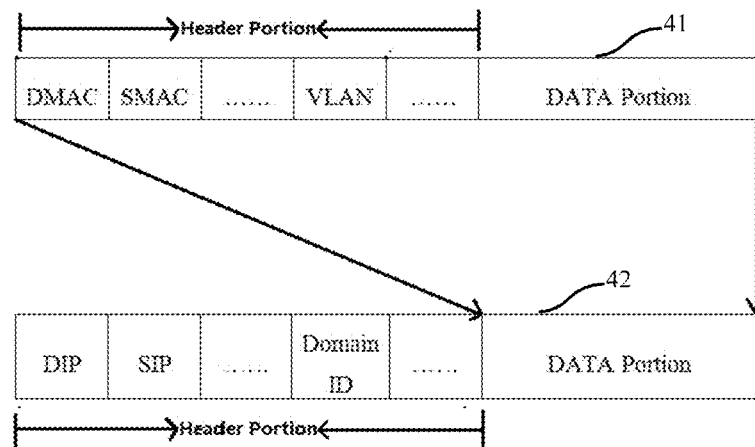 Header Portion
41
DMAC SMAC ...... VLAN ...... DATA Portion
42
DIP SIP ...... Domain ID ...... DATA Portion
Header Portion